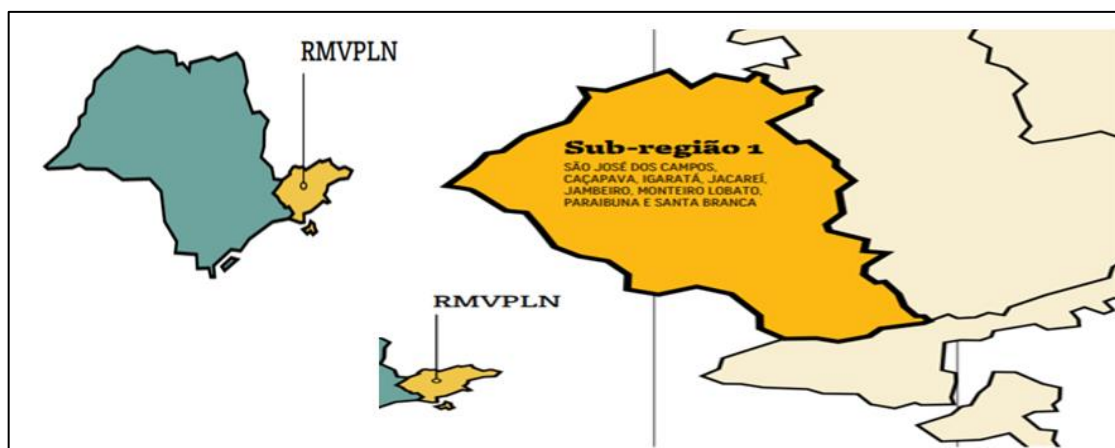 RMVPLN
Sub-região 1
SÃO JOSÉ DOS CAMPOS,
CAÇAPAVA, IGARATÁ, JACAREÍ,
JAMBEIRO, MONTEIRO LOBATO,
PARAIBUNA E SANTA BRANCA
RMVPLN